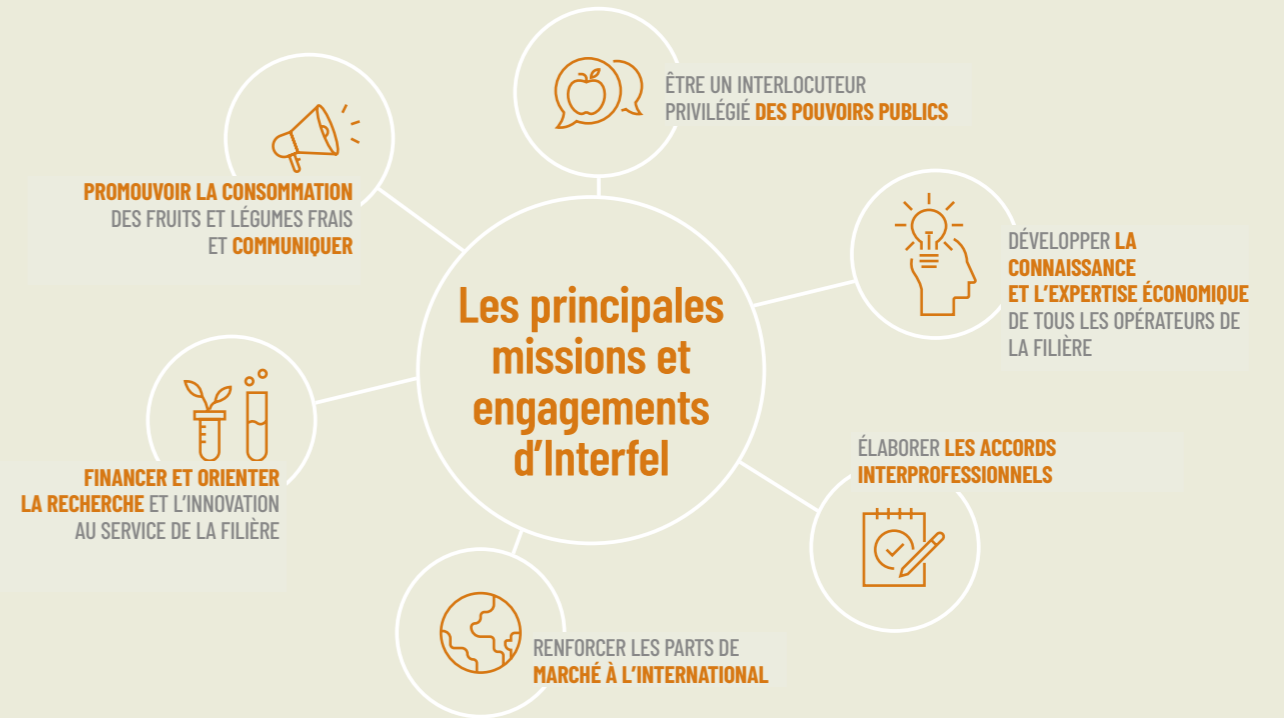 Les principales
missions et
engagements
d'Interfel
ÊTRE UN INTERLOCUTEUR
PRIVILÉGIÉ DES POUVOIRS PUBLICS
DÉVELOPPER LA
CONNAISSANCE
ET L'EXPERTISE ÉCONOMIQUE
DE TOUS LES OPÉRATEURS DE
LA FILIÈRE
ÉLABORER LES ACCORDS
INTERPROFESSIONNELS
RENFORCER LES PARTS DE
MARCHÉ À L'INTERNATIONAL
FINANCER ET ORIENTER
LA RECHERCHE ET L'INNOVATION
AU SERVICE DE LA FILIÈRE
PROMOUVOIR LA CONSOMMATION
DES FRUITS ET LÉGUMES FRAIS
ET COMMUNIQUER